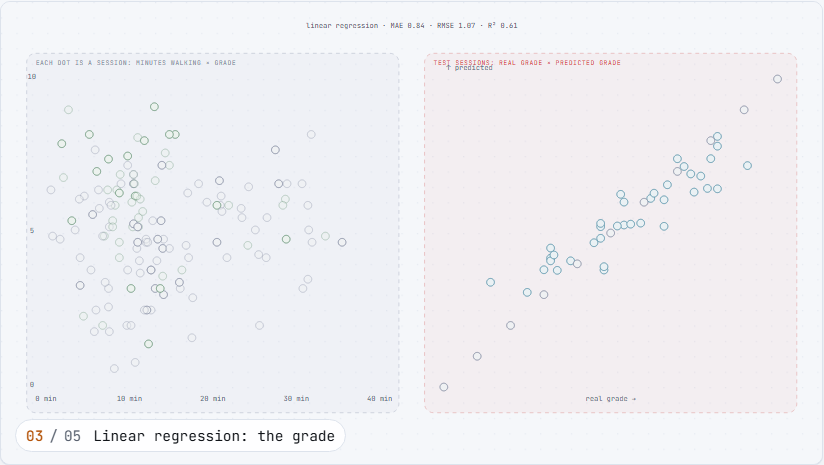 linear regression · MAE 0.84 · RMSE 1.07 · R² 0.61
EACH DOT IS A SESSION: MINUTES WALKING × GRADE
10
5
0
0 min
10 min
20 min
30 min
40 min
TEST SESSIONS: REAL GRADE × PREDICTED GRADE
↑ predicted
real grade →
03 / 05 Linear regression: the grade